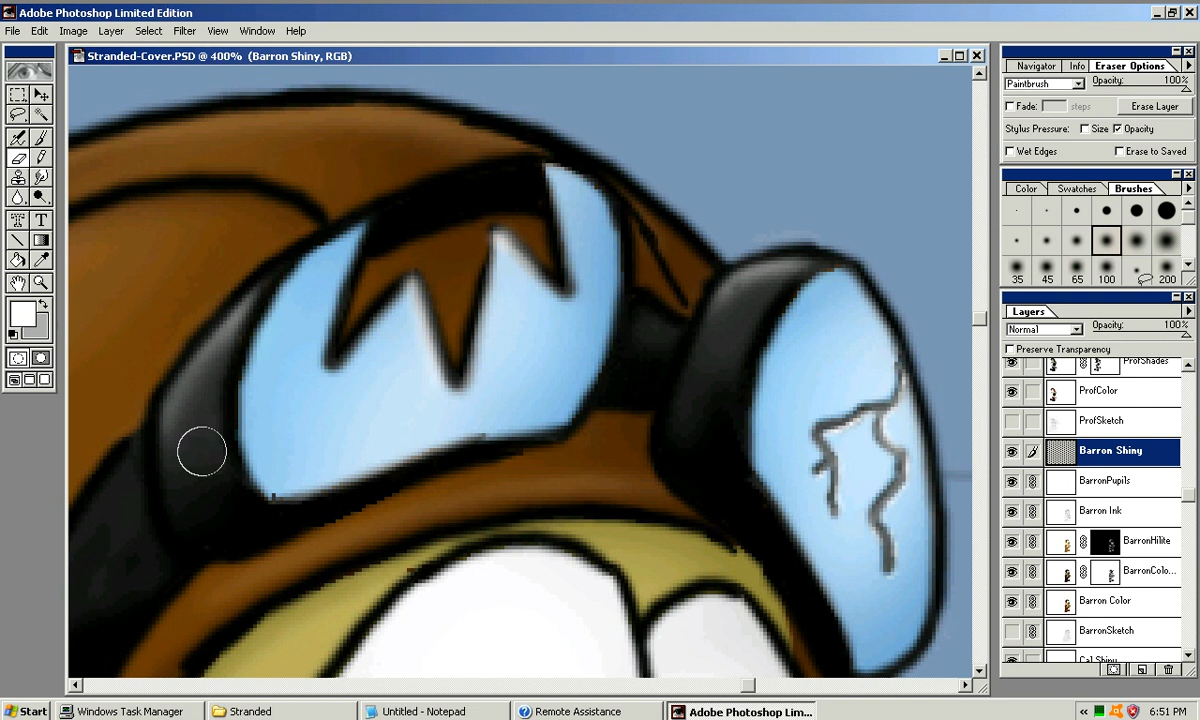 Adobe Photoshop Limited Edition
File Edit Image Layer Select Filter View Window Help
Stranded-Cover.PSD @ 400% (Barron Shiny, RGB)
Navigator Info Eraser Options
Paintbrush Opacity: 100%
Fade: steps Erase Layer
Stylus Pressure: Size Opacity
Wet Edges Erase to Saved
Color Swatches Brushes
35 45 65 100 200
Layers
Normal Opacity: 100%
Preserve Transparency
ProfShades
ProfColor
ProfSketch
Barron Shiny
BarronPupils
Barron Ink
BarronHilite
BarronColo...
Barron Color
BarronSketch
Cal Shiny
Start Windows Task Manager Stranded Untitled - Notepad Remote Assistance Adobe Photoshop Lim... « 6:51 PM